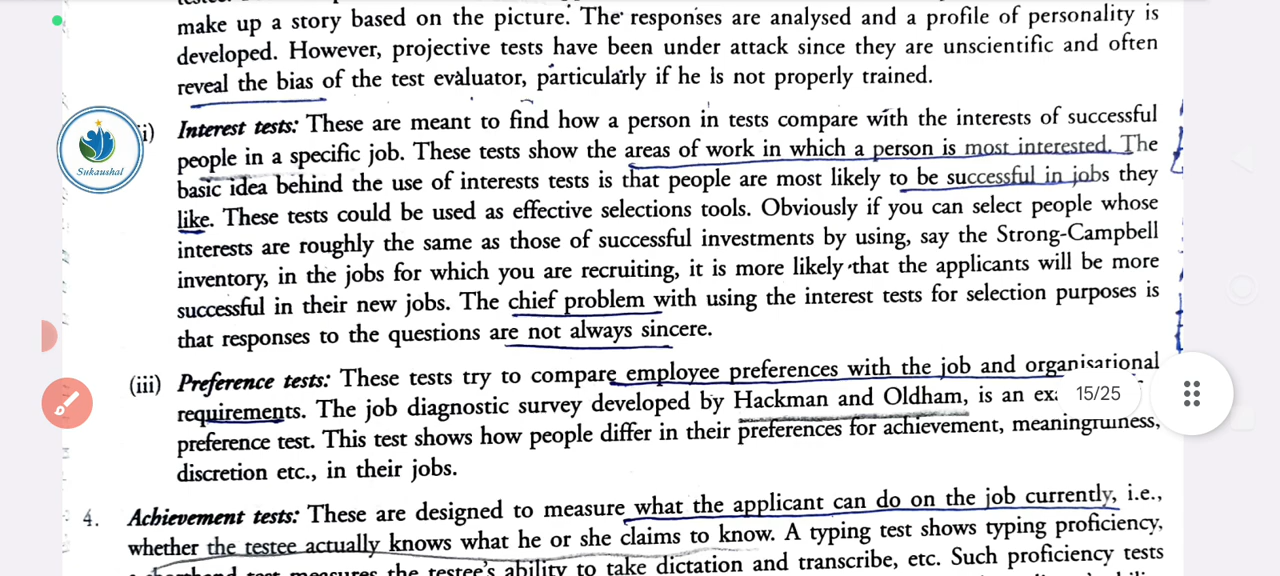 make up a story based on the picture. The responses are analysed and a profile of personality is
developed. However, projective tests have been under attack since they are unscientific and often
reveal the bias of the test evaluator, particularly if he is not properly trained.
i) Interest tests: These are meant to find how a person in tests compare with the interests of successful
people in a specific job. These tests show the areas of work in which a person is most interested. The
Sukaushal
basic idea behind the use of interests tests is that people are most likely to be successful in jobs they
like. These tests could be used as effective selections tools. Obviously if you can select people whose
interests are roughly the same as those of successful investments by using, say the Strong-Campbell
inventory, in the jobs for which you are recruiting, it is more likely that the applicants will be more
successful in their new jobs. The chief problem with using the interest tests for selection purposes is
that responses to the questions are not always sincere.
(iii) Preference tests: These tests try to compare employee preferences with the job and organisarional
requirements. The job diagnostic survey developed by Hackman and Oldham, is an
15/25
preference test. This test shows how people differ in their preferences for achievement, meaningfulness,
discretion etc., in their jobs.
4. Achievement tests: These are designed to measure what the applicant can do on the job currently, i.e.,
whether the testee actually knows what he or she claims to know. A typing test shows typing proficiency,
the testee's ability to take dictation and transcribe, etc. Such proficiency tests